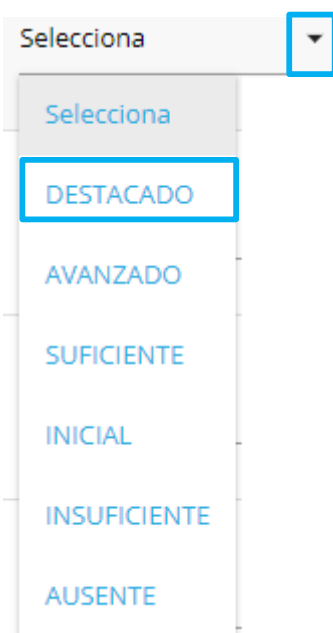 Selecciona
Selecciona
DESTACADO
AVANZADO
SUFICIENTE
INICIAL
INSUFICIENTE
AUSENTE